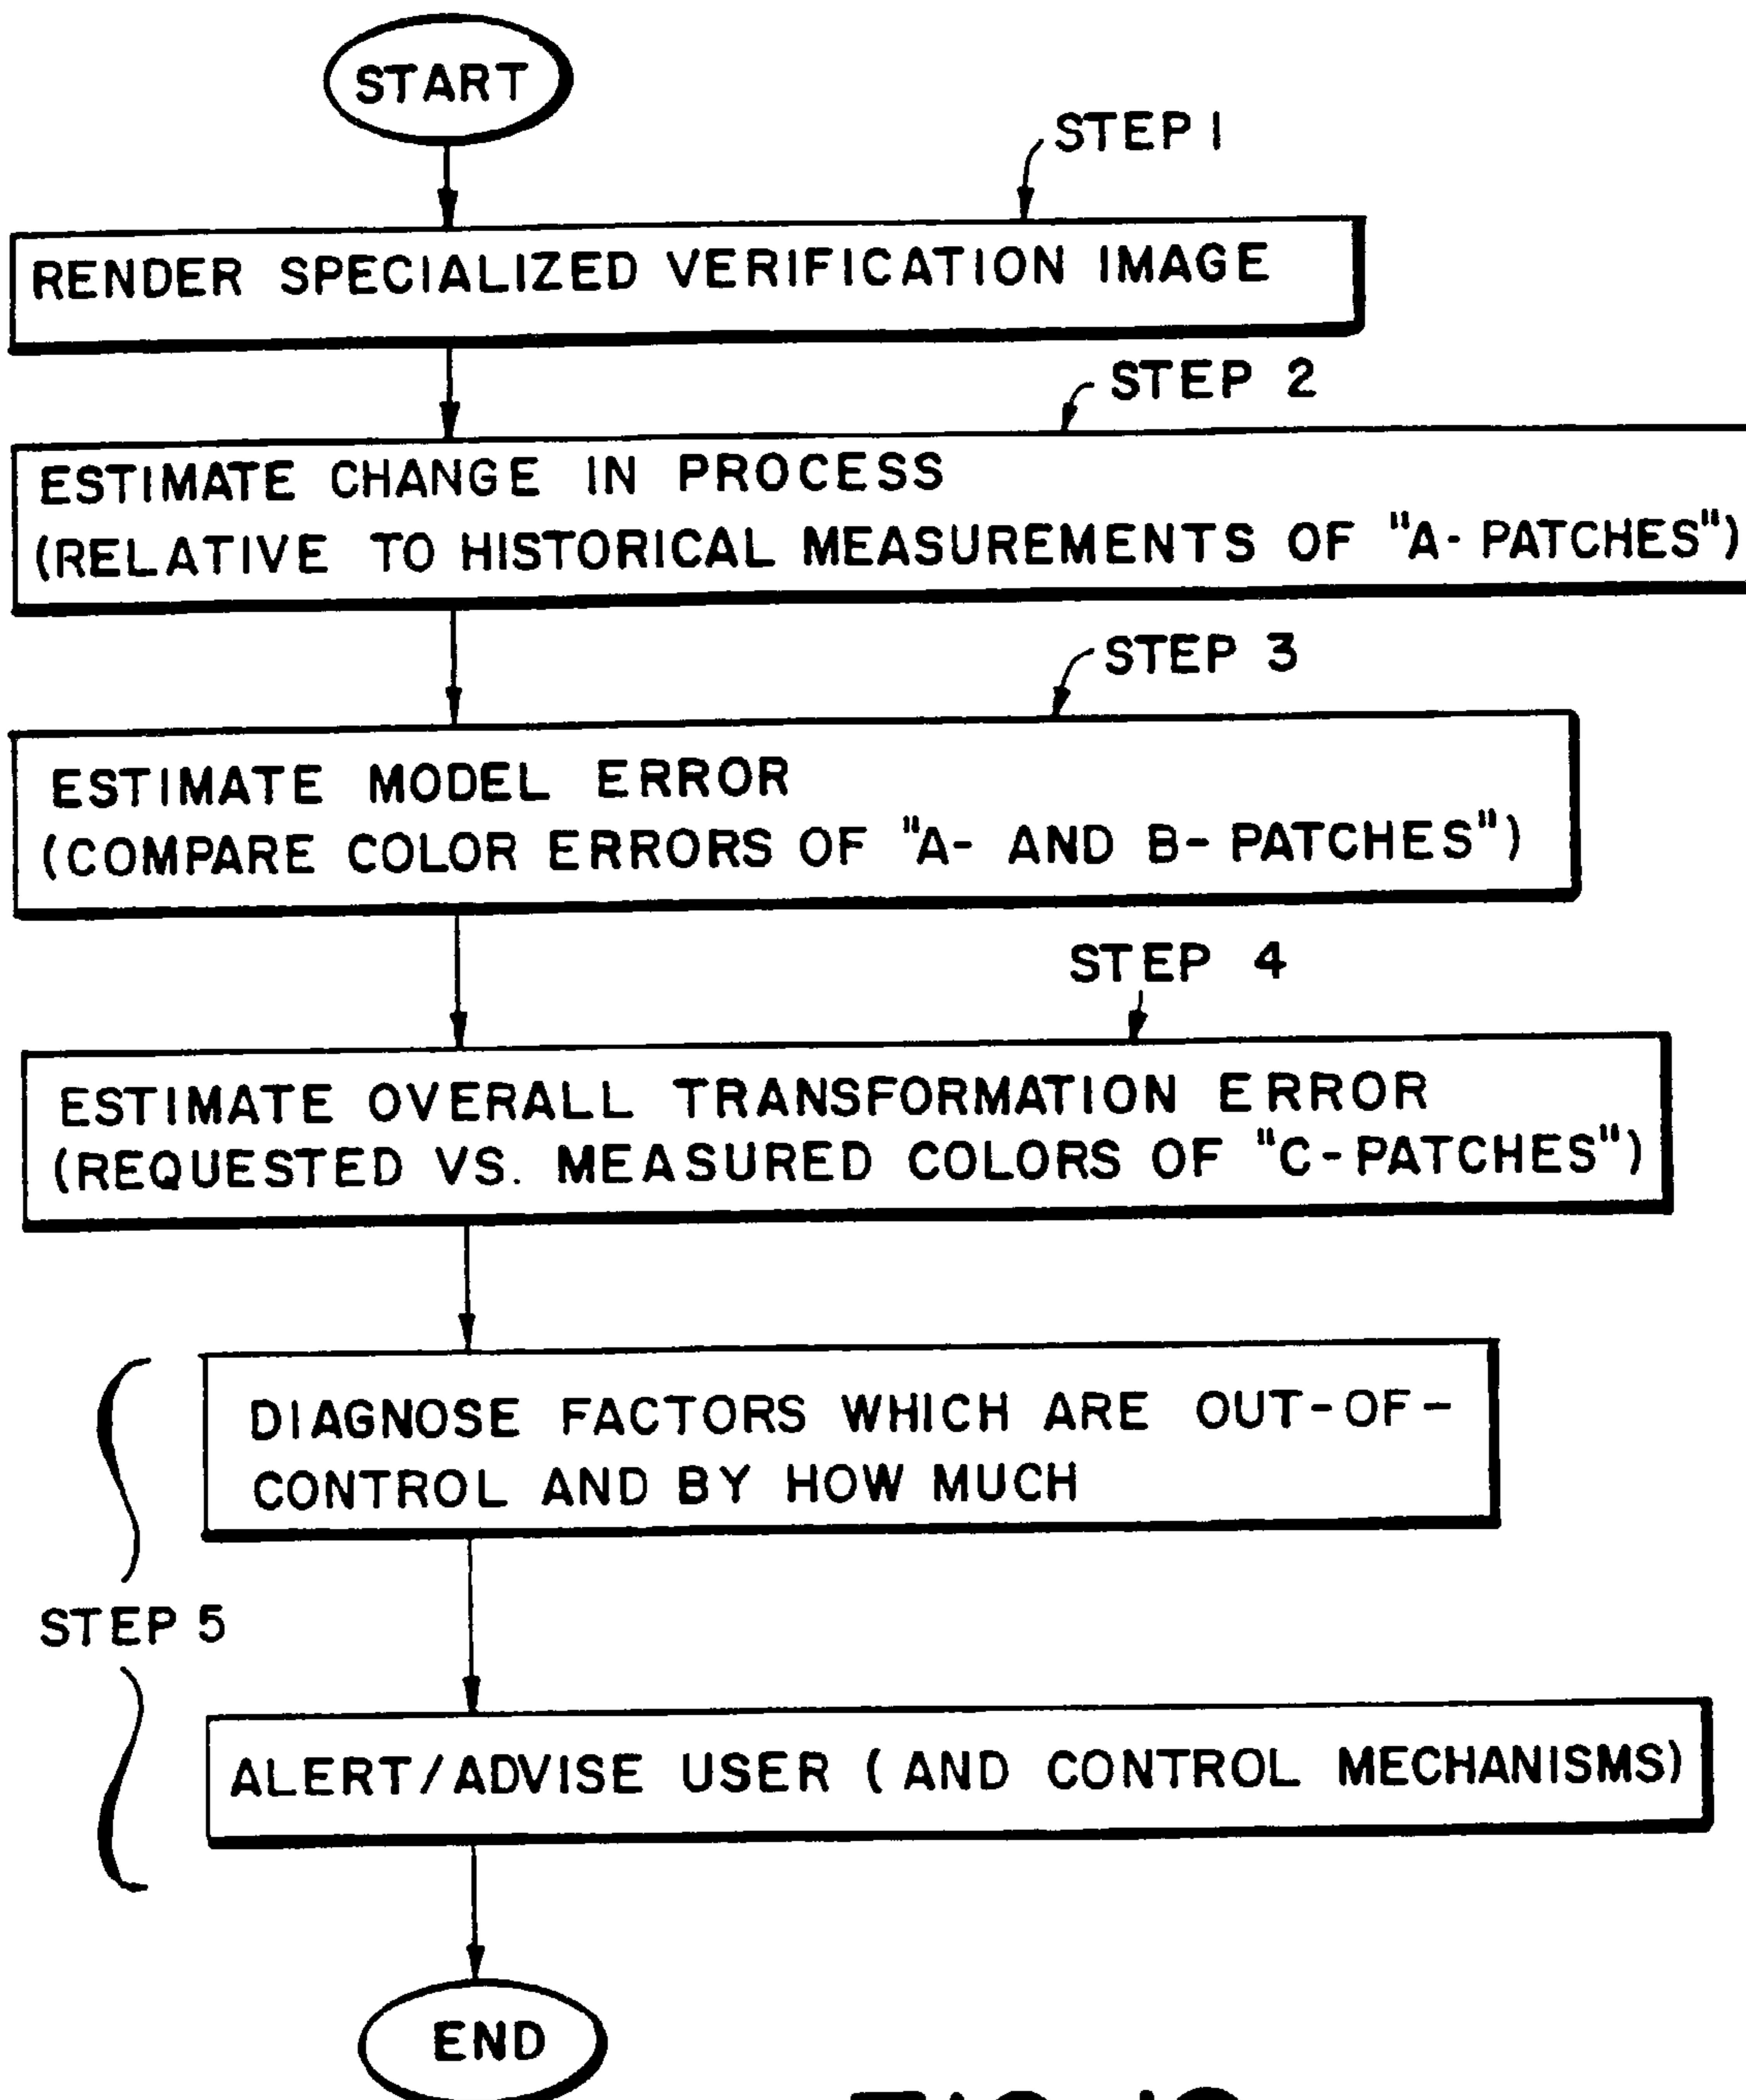 START
STEP 1
RENDER SPECIALIZED VERIFICATION IMAGE
STEP 2
ESTIMATE CHANGE IN PROCESS
(RELATIVE TO HISTORICAL MEASUREMENTS OF "A- PATCHES")
STEP 3
ESTIMATE MODEL ERROR
(COMPARE COLOR ERRORS OF "A- AND B- PATCHES")
STEP 4
ESTIMATE OVERALL TRANSFORMATION ERROR
(REQUESTED VS. MEASURED COLORS OF "C-PATCHES")
DIAGNOSE FACTORS WHICH ARE OUT-OF-
CONTROL AND BY HOW MUCH
STEP 5
ALERT/ADVISE USER (AND CONTROL MECHANISMS)
END